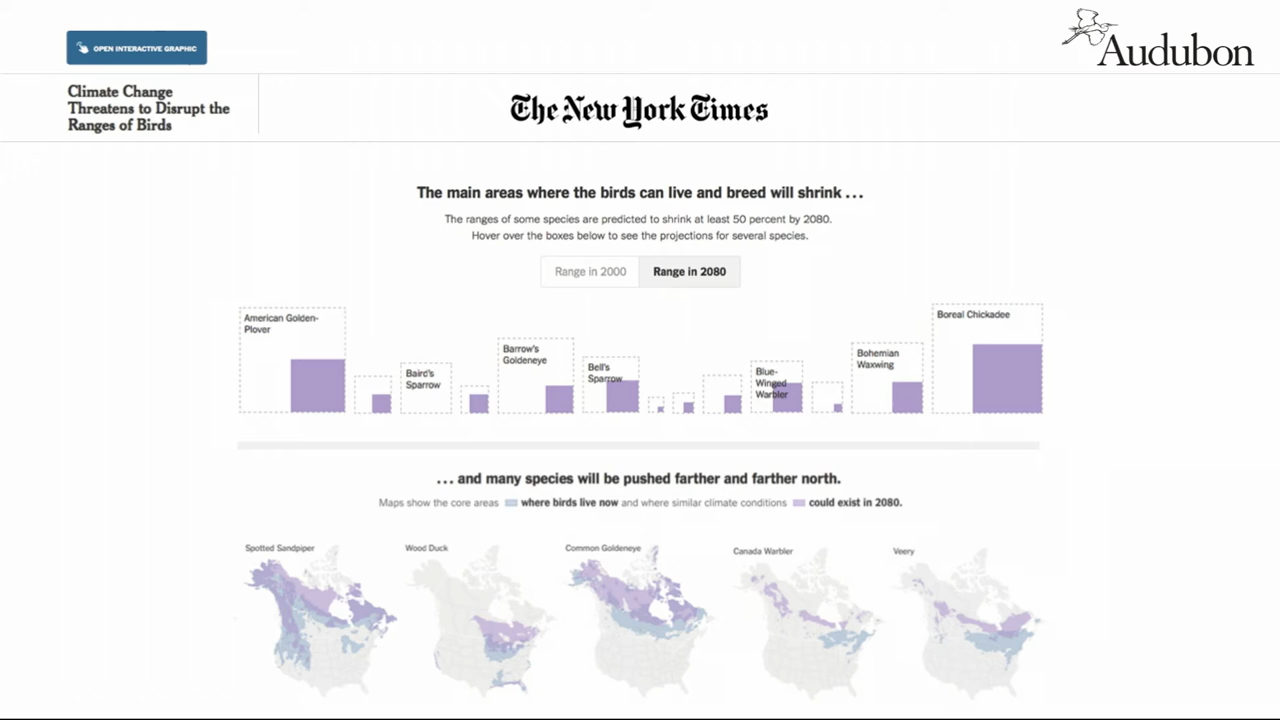 OPEN INTERACTIVE GRAPHIC
Audubon
Climate Change
Threatens to Disrupt the
Ranges of Birds
The New York Times
The main areas where the birds can live and breed will shrink . . .
The ranges of some species are predicted to shrink at least 50 percent by 2080.
Hover over the boxes below to see the projections for several species.
Range in 2000
Range in 2080
American Golden-
Plover
Baird's
Sparrow
Barrow's
Goldeneye
Bell's
Sparrow
Blue-
Winged
Warbler
Bohemian
Waxwing
Boreal Chickadee
. . . and many species will be pushed farther and farther north.
Maps show the core areas where birds live now and where similar climate conditions could exist in 2080.
Spotted Sandpiper
Wood Duck
Common Goldeneye
Canada Warbler
Veery